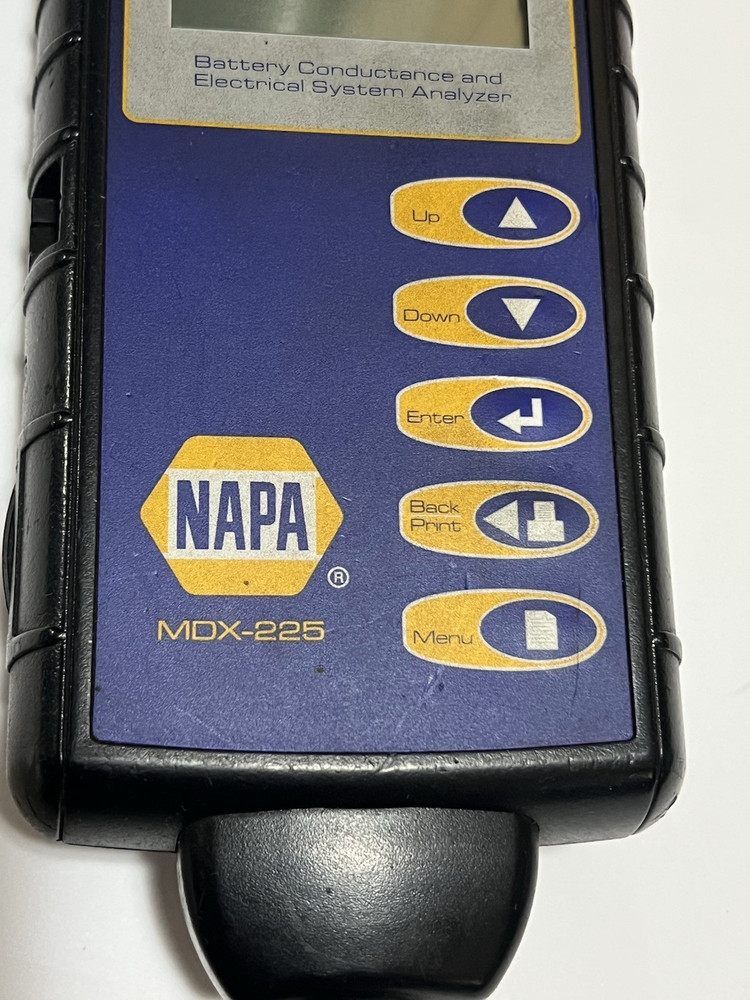 Battery Conductance and
Electrical System Analyzer
Up
Down
Enter
Back
Print
NAPA
®
MDX-225
Menu